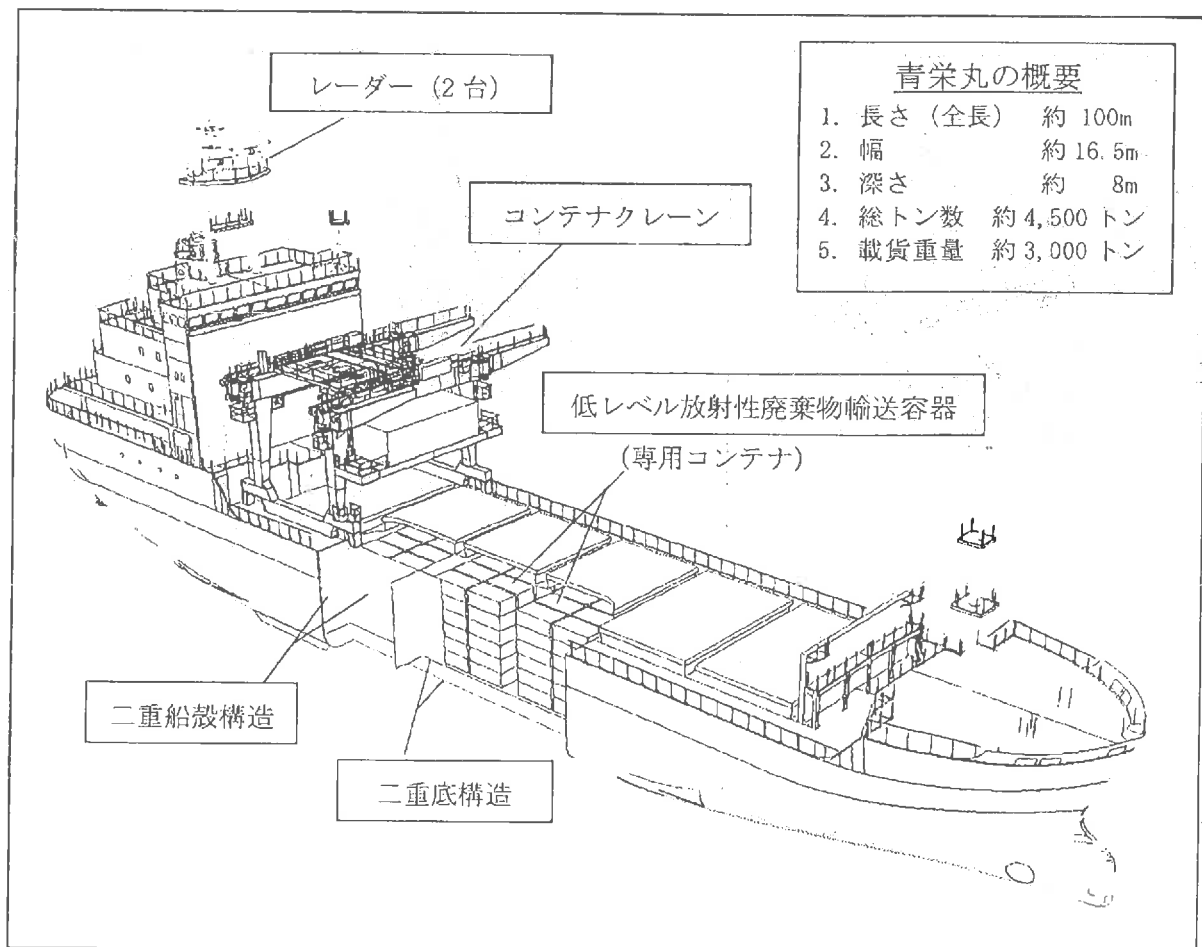 レーダー (2台)
青栄丸の概要
1. 長さ (全長) 約 100m
2. 幅 約 16.5m
3. 深さ 約 8m
4. 総トン数 約 4,500 トン
5. 載貨重量 約 3,000 トン
コンテナクレーン
低レベル放射性廃棄物輸送容器
(専用コンテナ)
二重船殻構造
二重底構造